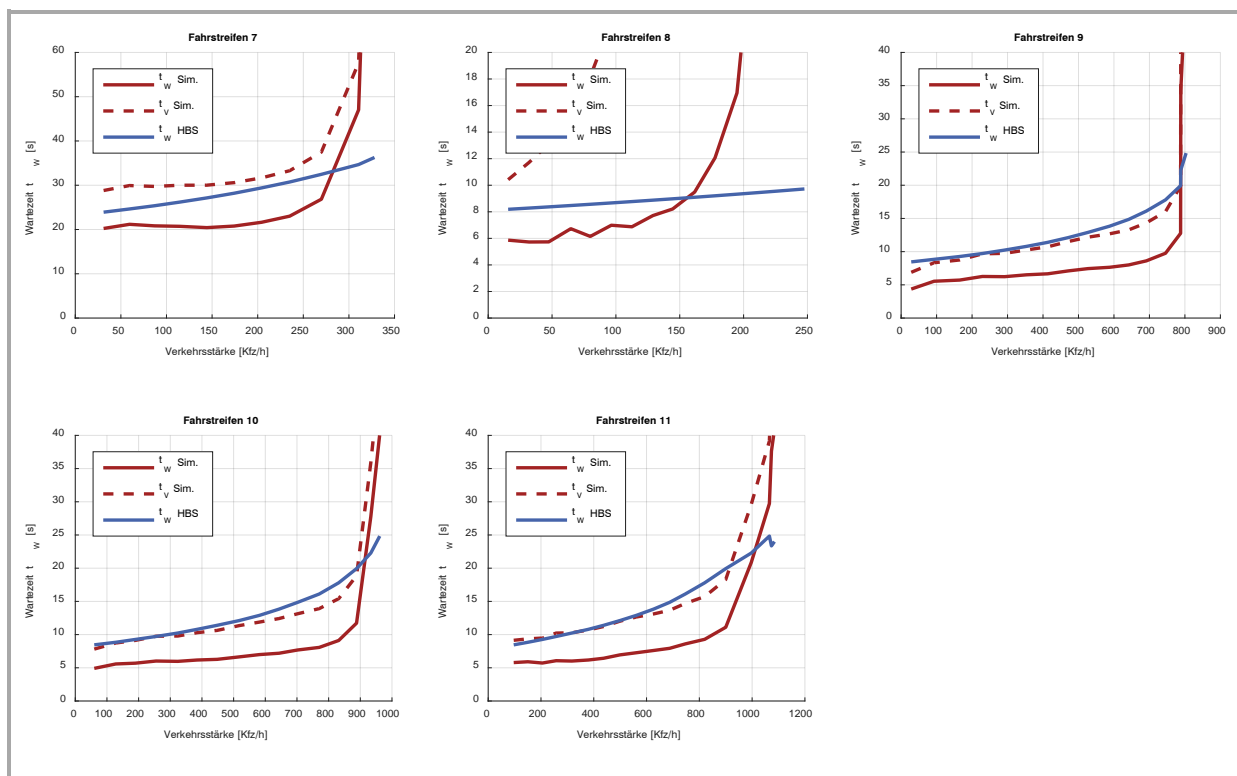 Fahrstreifen 7
Wartezeit t w [s]
60
50
40
30
20
10
0
t w Sim.
t v Sim.
t w HBS
0 50 100 150 200 250 300 350
Verkehrsstärke [Kfz/h]
Fahrstreifen 8
Wartezeit t w [s]
20
18
16
14
12
10
8
6
4
2
0
t w Sim.
t v Sim.
t w HBS
0 50 100 150 200 250
Verkehrsstärke [Kfz/h]
Fahrstreifen 9
Wartezeit t w [s]
40
35
30
25
20
15
10
5
0
t w Sim.
t v Sim.
t w HBS
0 100 200 300 400 500 600 700 800 900
Verkehrsstärke [Kfz/h]
Fahrstreifen 10
Wartezeit t w [s]
40
35
30
25
20
15
10
5
0
t w Sim.
t v Sim.
t w HBS
0 100 200 300 400 500 600 700 800 900 1000
Verkehrsstärke [Kfz/h]
Fahrstreifen 11
Wartezeit t w [s]
40
35
30
25
20
15
10
5
0
t w Sim.
t v Sim.
t w HBS
0 200 400 600 800 1000 1200
Verkehrsstärke [Kfz/h]